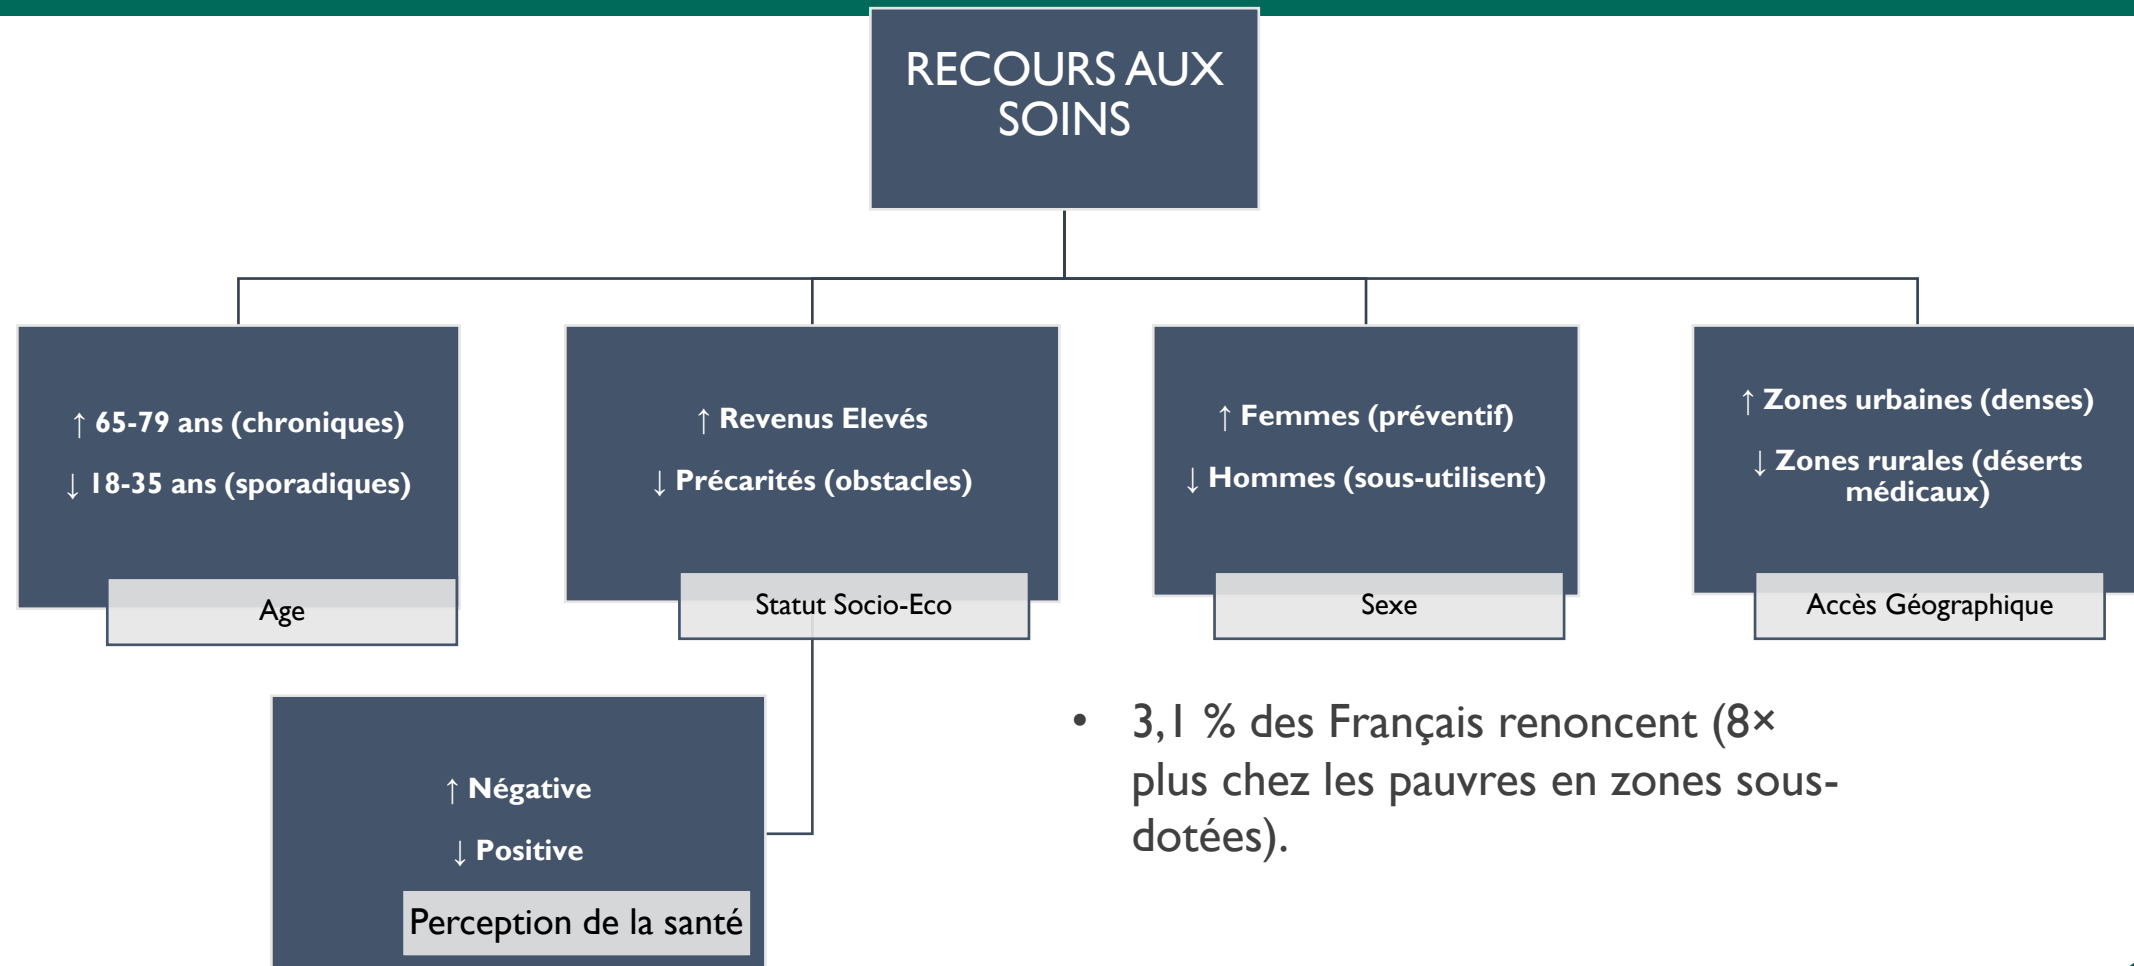 RECOURS AUX
SOINS
↑ 65-79 ans (chroniques)
↓ 18-35 ans (sporadiques)
Age
↑ Revenus Elevés
↓ Précarités (obstacles)
Statut Socio-Eco
↑ Femmes (préventif)
↓ Hommes (sous-utilisent)
Sexe
↑ Zones urbaines (denses)
↓ Zones rurales (déserts
médicaux)
Accès Géographique
↑ Négative
↓ Positive
Perception de la santé
• 3,1 % des Français renoncent (8×
plus chez les pauvres en zones sous-
dotées).